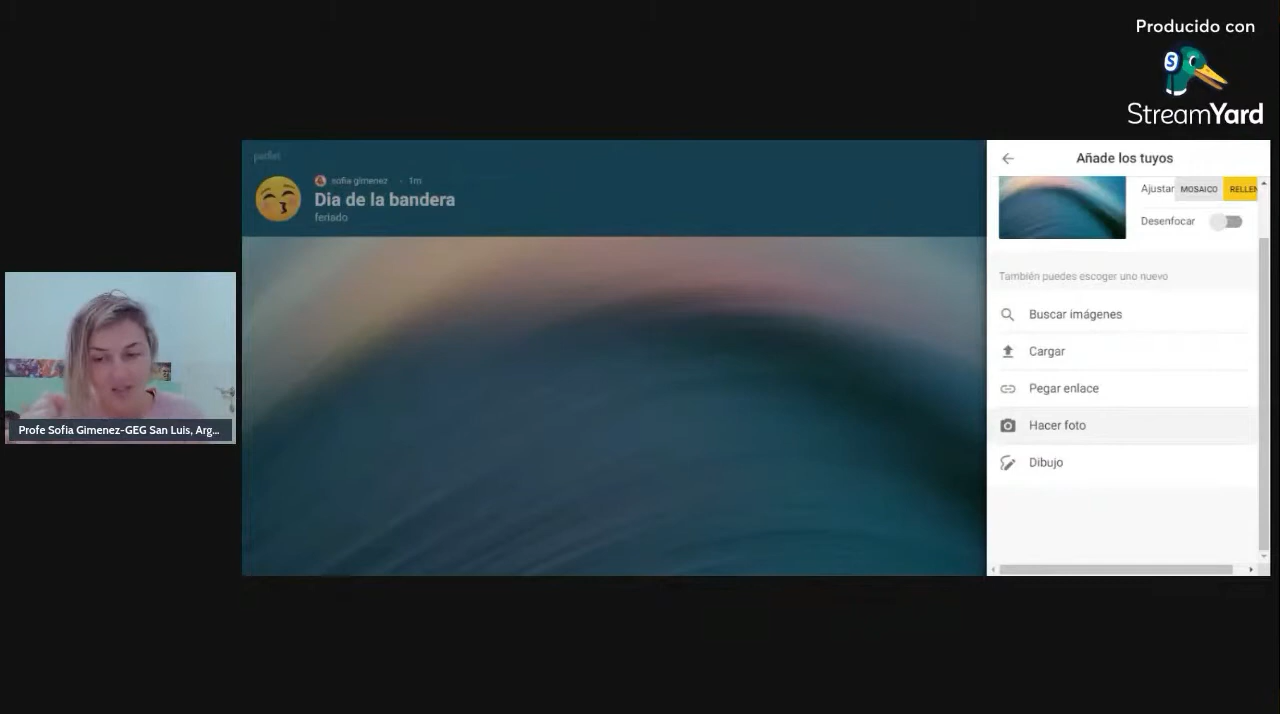 Producido con
S
StreamYard
padlet
sofia gimenez · 1m
Dia de la bandera
feriado
Añade los tuyos
Ajustar MOSAICO RELLEN
Desenfocar
También puedes escoger uno nuevo
Buscar imágenes
Cargar
Pegar enlace
Hacer foto
Dibujo
Profe Sofia Gimenez-GEG San Luis, Arg...